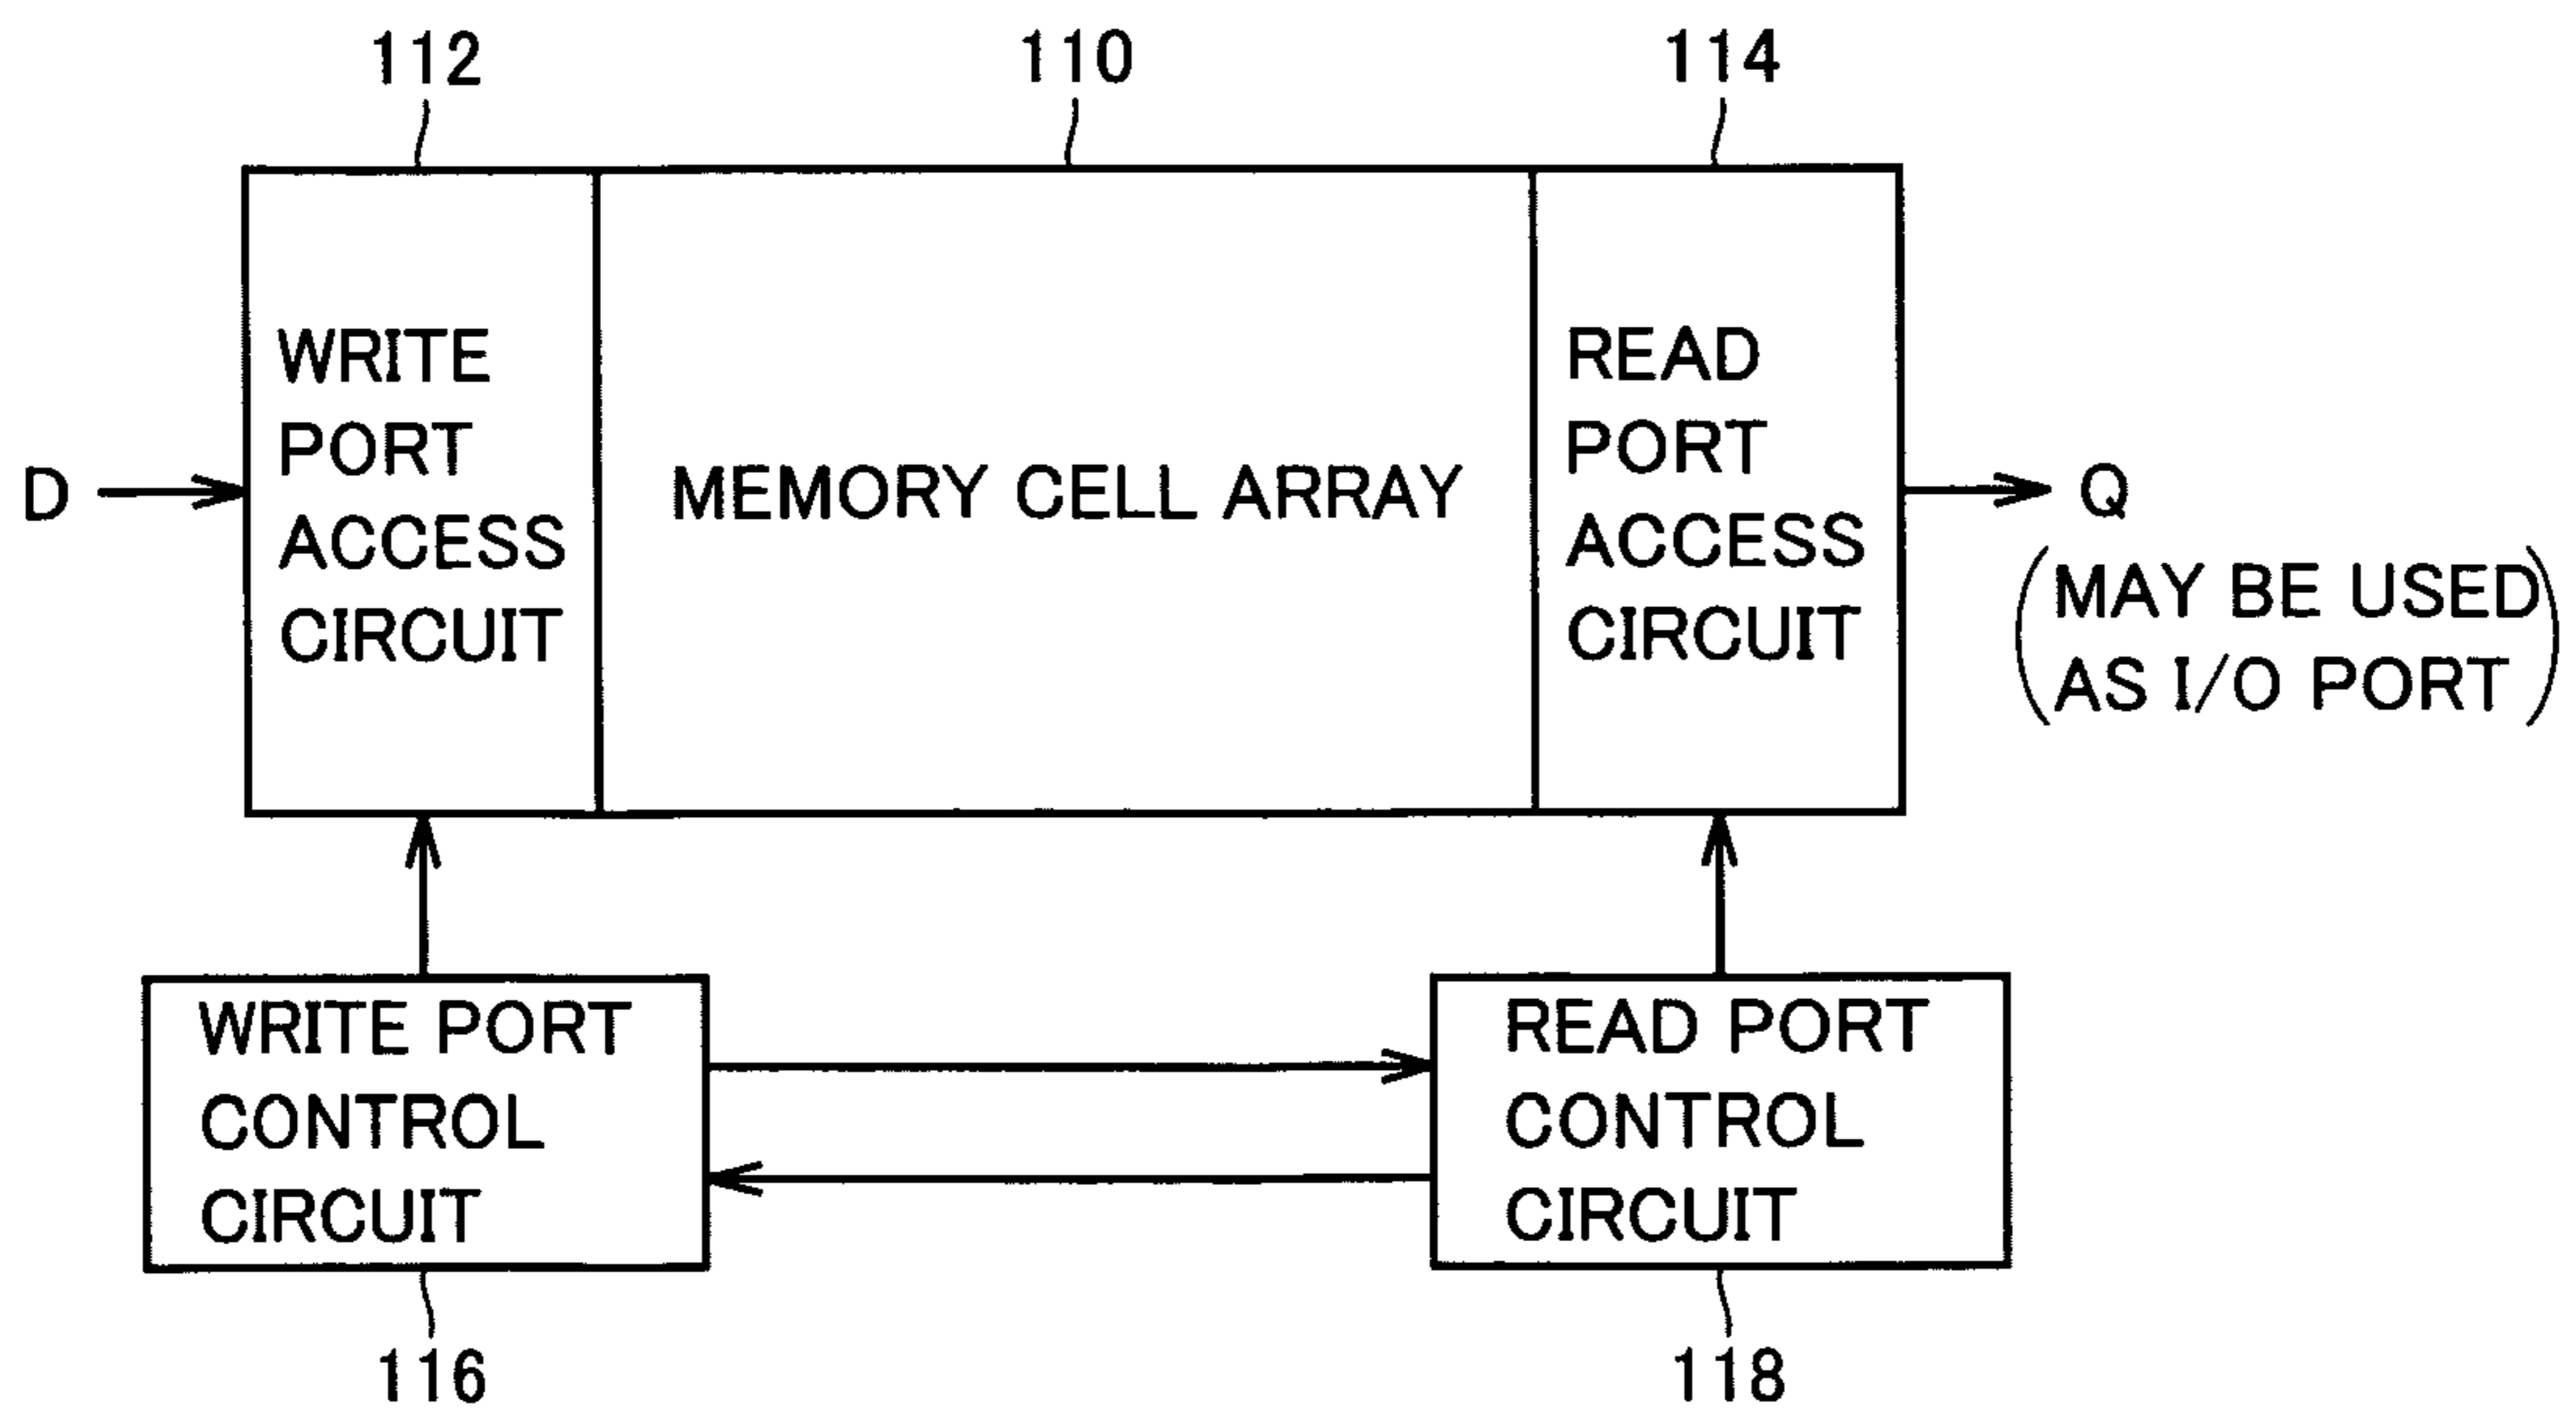 112
110
114
WRITE
PORT
ACCESS
CIRCUIT
D
MEMORY CELL ARRAY
READ
PORT
ACCESS
CIRCUIT
Q
(MAY BE USED
AS I/O PORT)
WRITE PORT
CONTROL
CIRCUIT
READ PORT
CONTROL
CIRCUIT
116
118